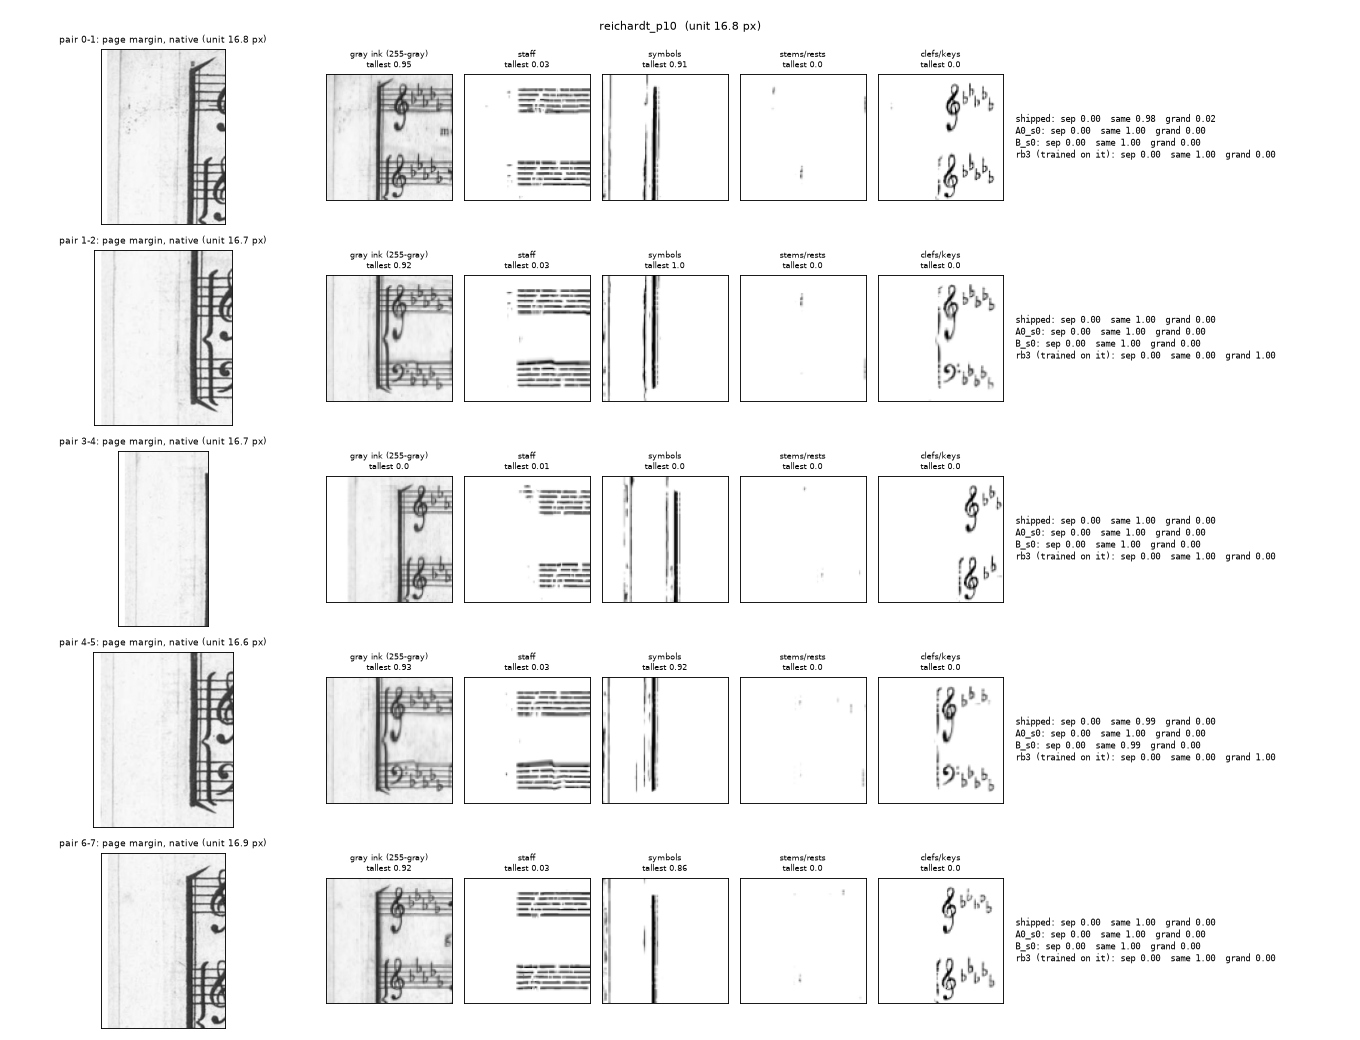 reichardt_p10 (unit 16.8 px)
pair 0-1: page margin, native (unit 16.8 px)
gray ink (255-gray)
tallest 0.95
staff
tallest 0.03
symbols
tallest 0.91
stems/rests
tallest 0.0
clefs/keys
tallest 0.0
shipped: sep 0.00 same 0.98 grand 0.02
A0_s0: sep 0.00 same 1.00 grand 0.00
B_s0: sep 0.00 same 1.00 grand 0.00
rb3 (trained on it): sep 0.00 same 1.00 grand 0.00
pair 1-2: page margin, native (unit 16.7 px)
gray ink (255-gray)
tallest 0.92
staff
tallest 0.03
symbols
tallest 1.0
stems/rests
tallest 0.0
clefs/keys
tallest 0.0
shipped: sep 0.00 same 1.00 grand 0.00
A0_s0: sep 0.00 same 1.00 grand 0.00
B_s0: sep 0.00 same 1.00 grand 0.00
rb3 (trained on it): sep 0.00 same 0.00 grand 1.00
pair 3-4: page margin, native (unit 16.7 px)
gray ink (255-gray)
tallest 0.0
staff
tallest 0.01
symbols
tallest 0.0
stems/rests
tallest 0.0
clefs/keys
tallest 0.0
shipped: sep 0.00 same 1.00 grand 0.00
A0_s0: sep 0.00 same 1.00 grand 0.00
B_s0: sep 0.00 same 1.00 grand 0.00
rb3 (trained on it): sep 0.00 same 1.00 grand 0.00
pair 4-5: page margin, native (unit 16.6 px)
gray ink (255-gray)
tallest 0.93
staff
tallest 0.03
symbols
tallest 0.92
stems/rests
tallest 0.0
clefs/keys
tallest 0.0
shipped: sep 0.00 same 0.99 grand 0.00
A0_s0: sep 0.00 same 1.00 grand 0.00
B_s0: sep 0.00 same 0.99 grand 0.00
rb3 (trained on it): sep 0.00 same 0.00 grand 1.00
pair 6-7: page margin, native (unit 16.9 px)
gray ink (255-gray)
tallest 0.92
staff
tallest 0.03
symbols
tallest 0.86
stems/rests
tallest 0.0
clefs/keys
tallest 0.0
shipped: sep 0.00 same 1.00 grand 0.00
A0_s0: sep 0.00 same 1.00 grand 0.00
B_s0: sep 0.00 same 1.00 grand 0.00
rb3 (trained on it): sep 0.00 same 1.00 grand 0.00